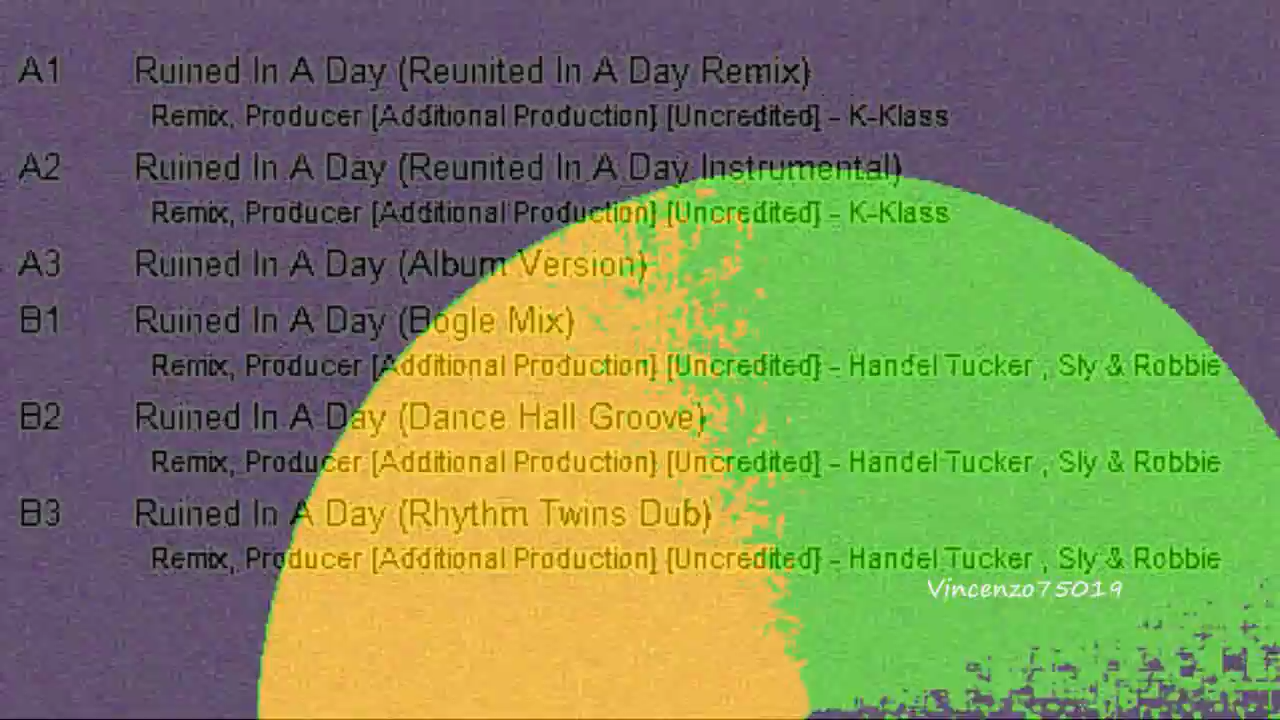 A1 Ruined In A Day (Reunited In A Day Remix)
Remix, Producer [Additional Production] [Uncredited] - K-Klass
A2 Ruined In A Day (Reunited In A Day Instrumental)
Remix, Producer [Additional Production] [Uncredited] - K-Klass
A3 Ruined In A Day (Album Version)
B1 Ruined In A Day (Bogle Mix)
Remix, Producer [Additional Production] [Uncredited] - Handel Tucker , Sly & Robbie
B2 Ruined In A Day (Dance Hall Groove)
Remix, Producer [Additional Production] [Uncredited] - Handel Tucker , Sly & Robbie
B3 Ruined In A Day (Rhythm Twins Dub)
Remix, Producer [Additional Production] [Uncredited] - Handel Tucker , Sly & Robbie
Vincenzo75019